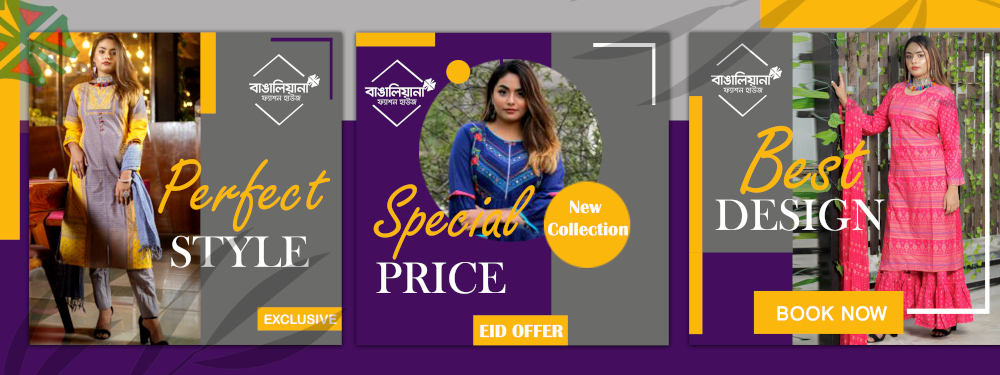 বাঙালিয়ানা
ফ্যাশন হাউজ
Perfect
STYLE
EXCLUSIVE
বাঙালিয়ানা
ফ্যাশন হাউজ
Special
PRICE
New
Collection
EID OFFER
বাঙালিয়ানা
ফ্যাশন হাউজ
Best
DESIGN
BOOK NOW